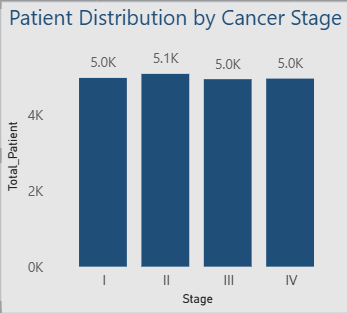 Patient Distribution by Cancer Stage
5.0K 5.1K 5.0K 5.0K
4K
2K
0K
Total_Patient
I II III IV
Stage